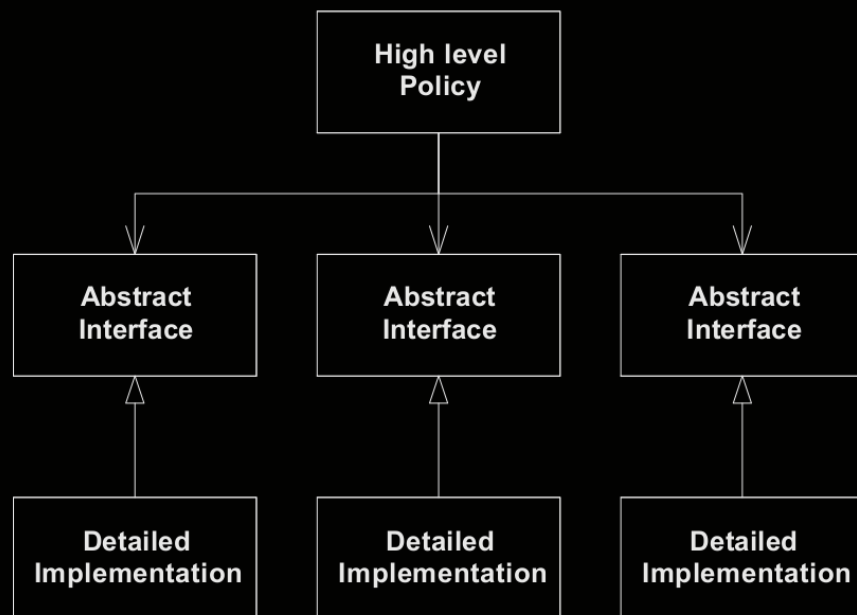 High level
Policy
Abstract
Interface
Abstract
Interface
Abstract
Interface
Detailed
Implementation
Detailed
Implementation
Detailed
Implementation